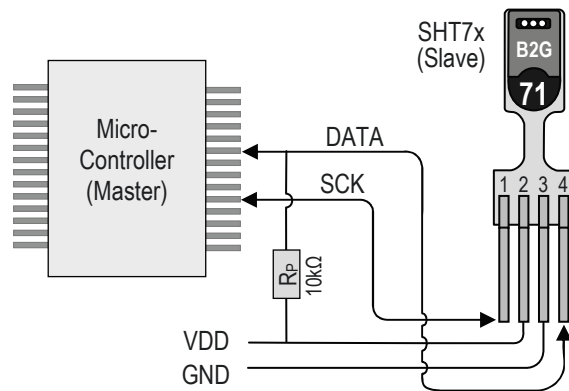 SHT7x
(Slave)
B2G
71
Micro-
Controller
(Master)
DATA
SCK
1 2 3 4
RP
10kΩ
VDD
GND